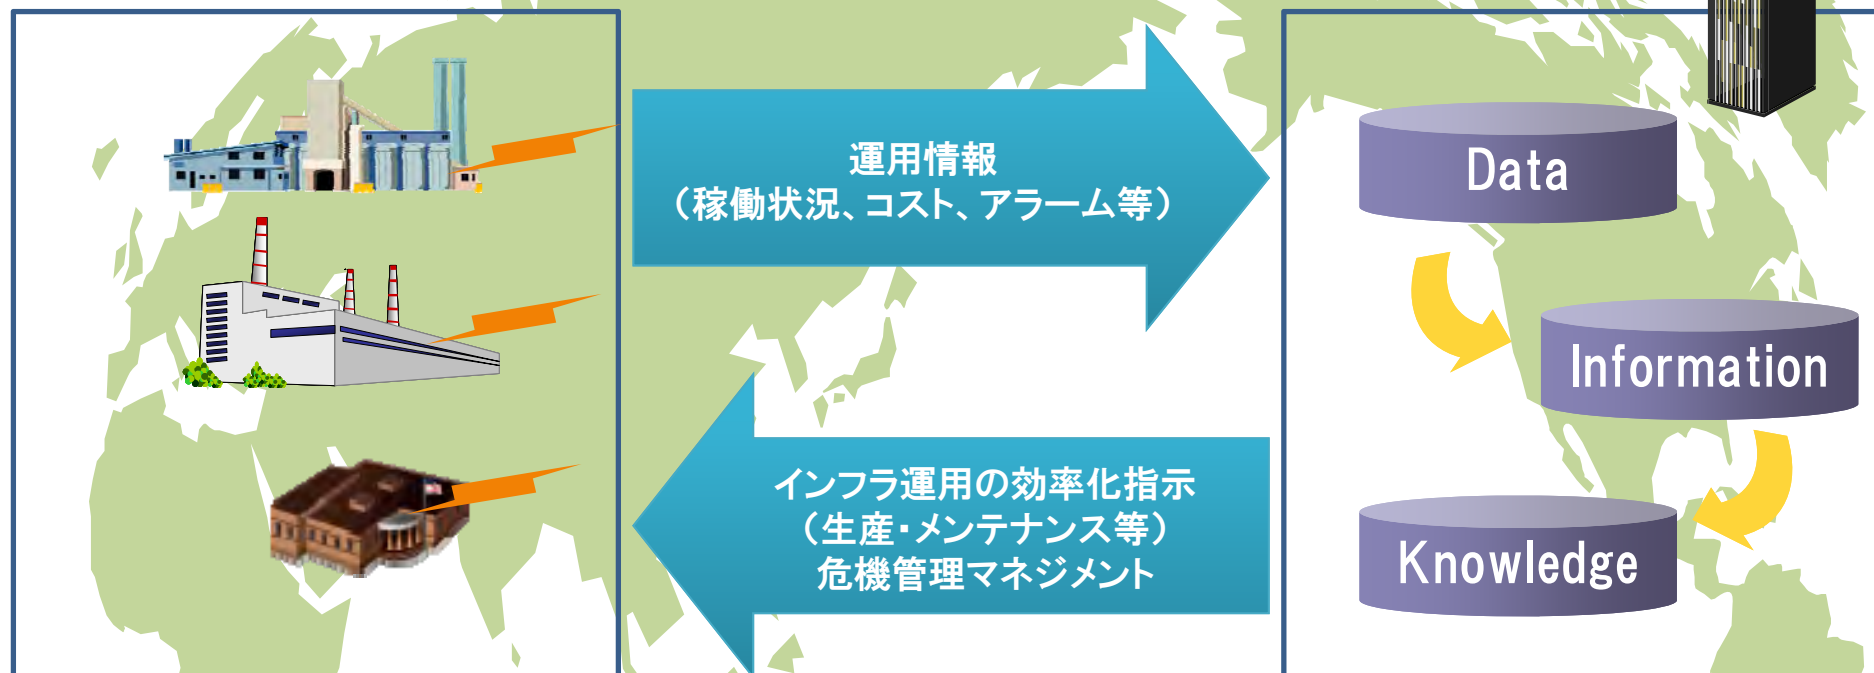 運用情報
（稼働状況、コスト、アラーム等）
インフラ運用の効率化指示
（生産・メンテナンス等）
危機管理マネジメント
Data
Information
Knowledge